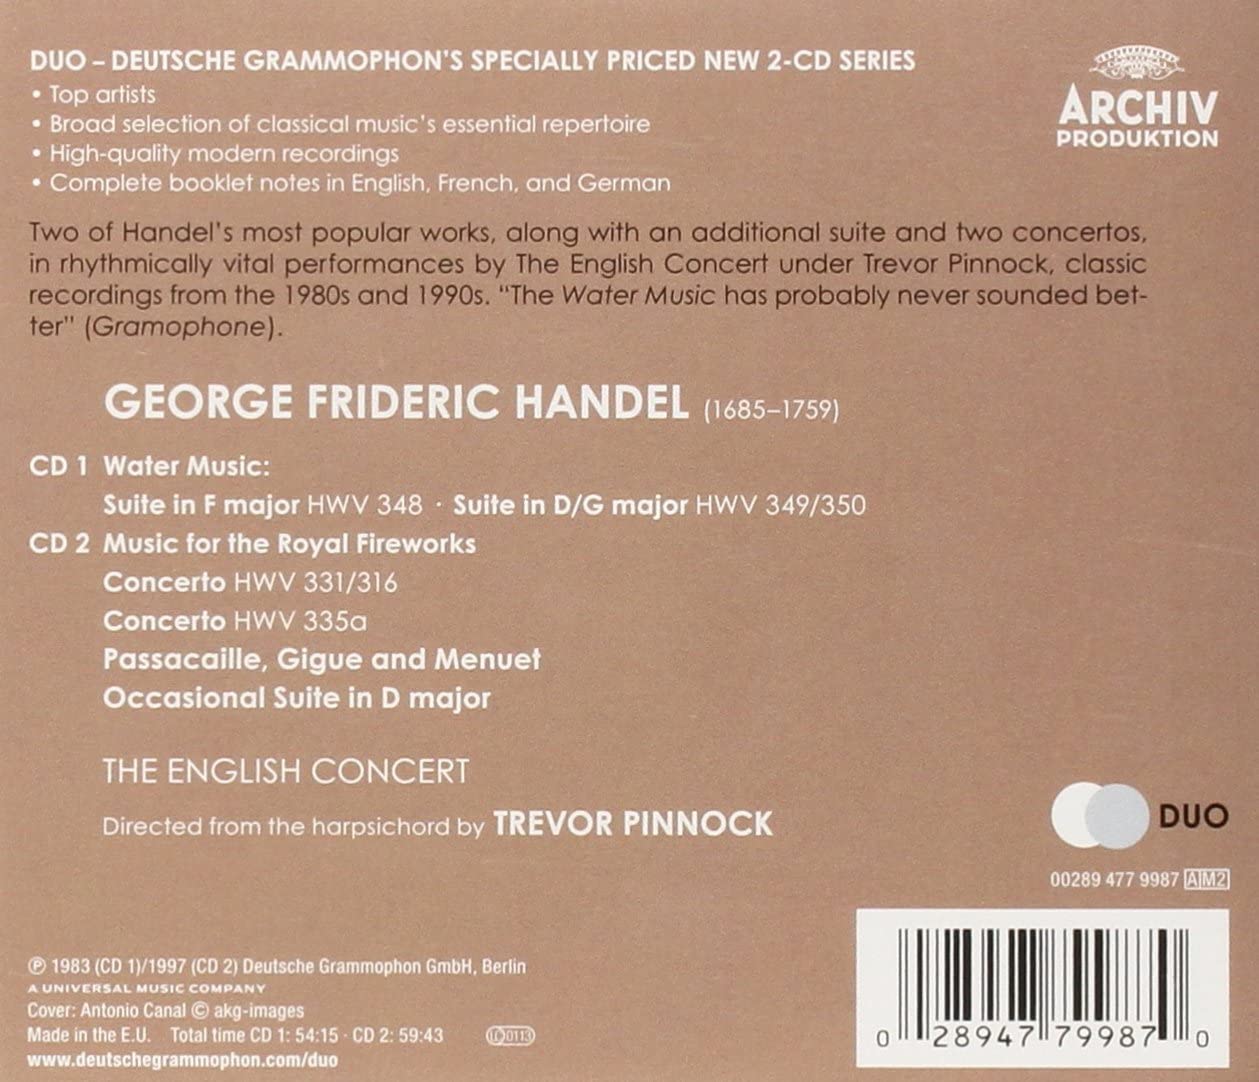 DUO – DEUTSCHE GRAMMOPHON'S SPECIALLY PRICED NEW 2-CD SERIES
• Top artists
• Broad selection of classical music's essential repertoire
• High-quality modern recordings
• Complete booklet notes in English, French, and German
ARCHIV
PRODUKTION
Two of Handel's most popular works, along with an additional suite and two concertos,
in rhythmically vital performances by The English Concert under Trevor Pinnock, classic
recordings from the 1980s and 1990s. "The Water Music has probably never sounded bet-
ter" (Gramophone).
GEORGE FRIDERIC HANDEL (1685–1759)
CD 1 Water Music:
Suite in F major HWV 348 · Suite in D/G major HWV 349/350
CD 2 Music for the Royal Fireworks
Concerto HWV 331/316
Concerto HWV 335a
Passacaille, Gigue and Menuet
Occasional Suite in D major
THE ENGLISH CONCERT
Directed from the harpsichord by TREVOR PINNOCK
DUO
00289 477 9987 AM2
℗ 1983 (CD 1)/1997 (CD 2) Deutsche Grammophon GmbH, Berlin
A UNIVERSAL MUSIC COMPANY
Cover: Antonio Canal © akg-images
Made in the E.U. Total time CD 1: 54:15 · CD 2: 59:43 LC 0113
www.deutschegrammophon.com/duo
0 28947 79987 0